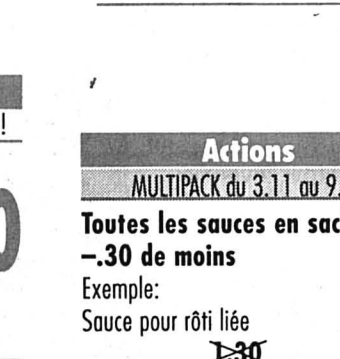 !
Actions
MULTIPACK du 3.11 au 9.
Toutes les sauces en sac
–.30 de moins
Exemple:
Sauce pour rôti liée